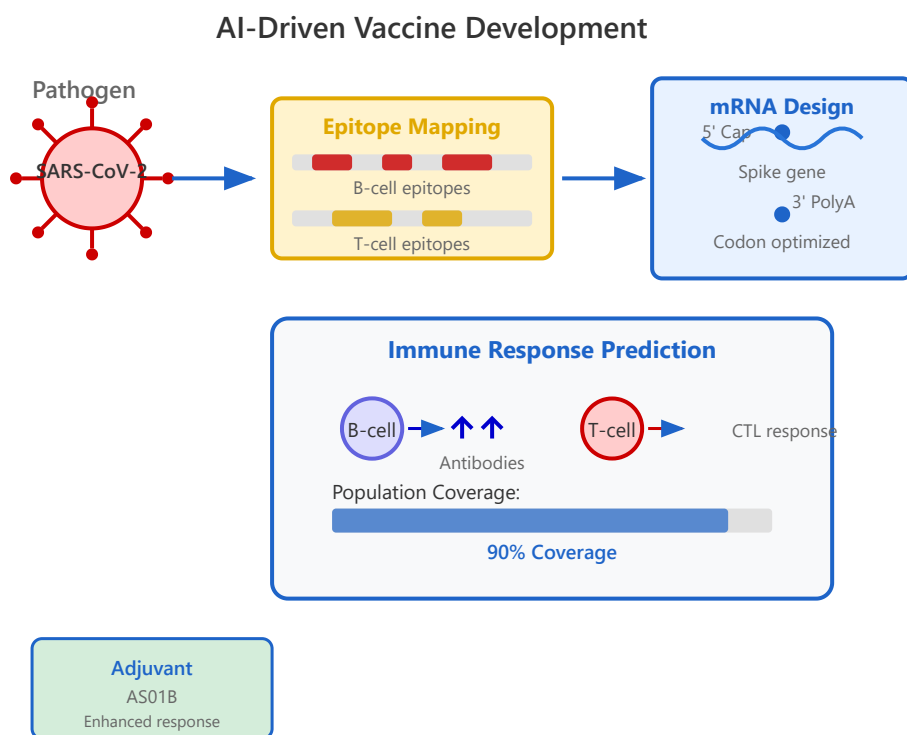 AI-Driven Vaccine Development
Pathogen
SARS-CoV-2
Epitope Mapping
B-cell epitopes
T-cell epitopes
mRNA Design
5' Cap
Spike gene
3' PolyA
Codon optimized
Immune Response Prediction
B-cell
Antibodies
T-cell
CTL response
Population Coverage:
90% Coverage
Adjuvant
AS01B
Enhanced response